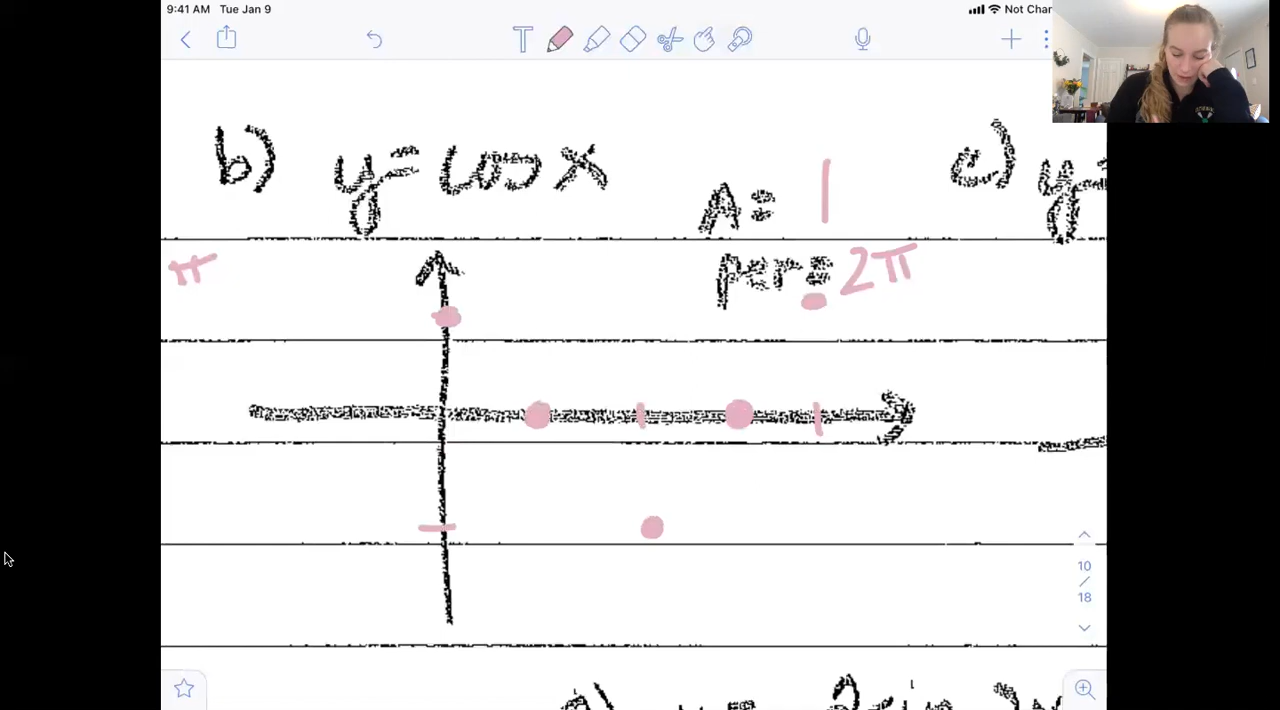 9:41 AM Tue Jan 9
Not Char
T
b) y = cos x
A = 1
c) y =
π
per = 2π
10
/
18